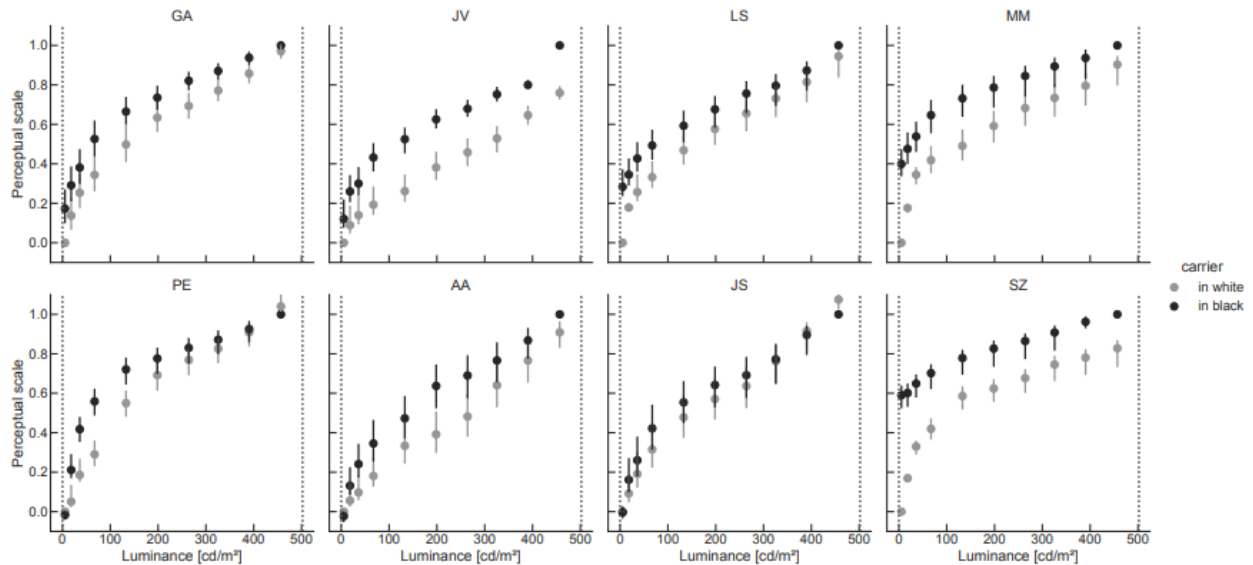 GA JV LS MM
Perceptual scale
1.0
0.8
0.6
0.4
0.2
0.0
carrier
in white
in black
PE AA JS SZ
Perceptual scale
1.0
0.8
0.6
0.4
0.2
0.0
0 100 200 300 400 500 0 100 200 300 400 500 0 100 200 300 400 500 0 100 200 300 400 500
Luminance [cd/m²] Luminance [cd/m²] Luminance [cd/m²] Luminance [cd/m²]